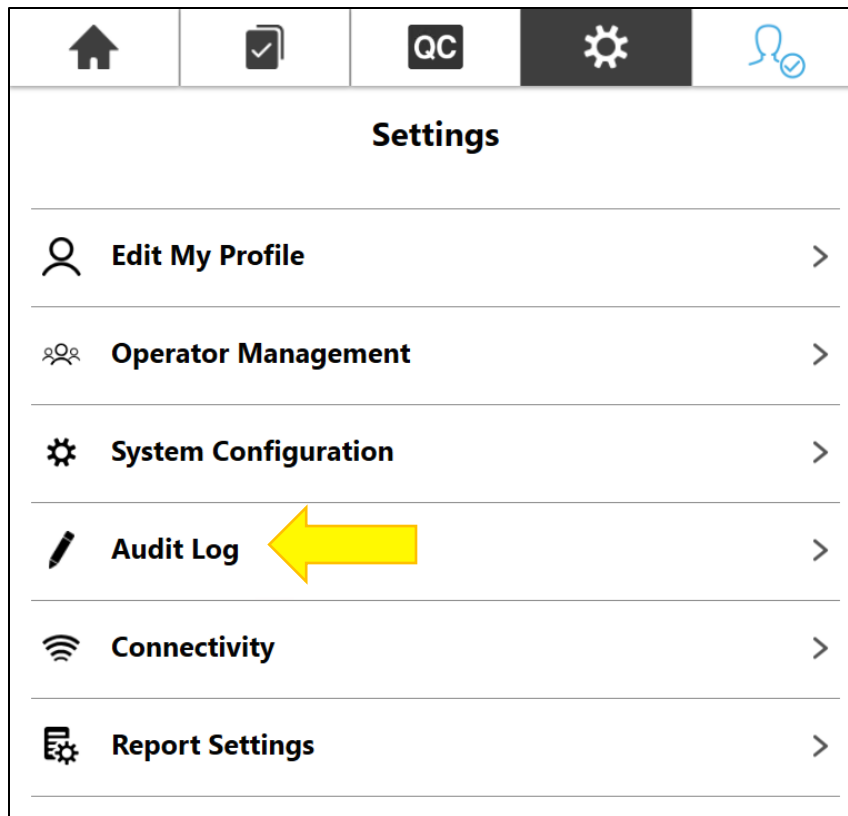 QC
Settings
Edit My Profile
Operator Management
System Configuration
Audit Log
Connectivity
Report Settings